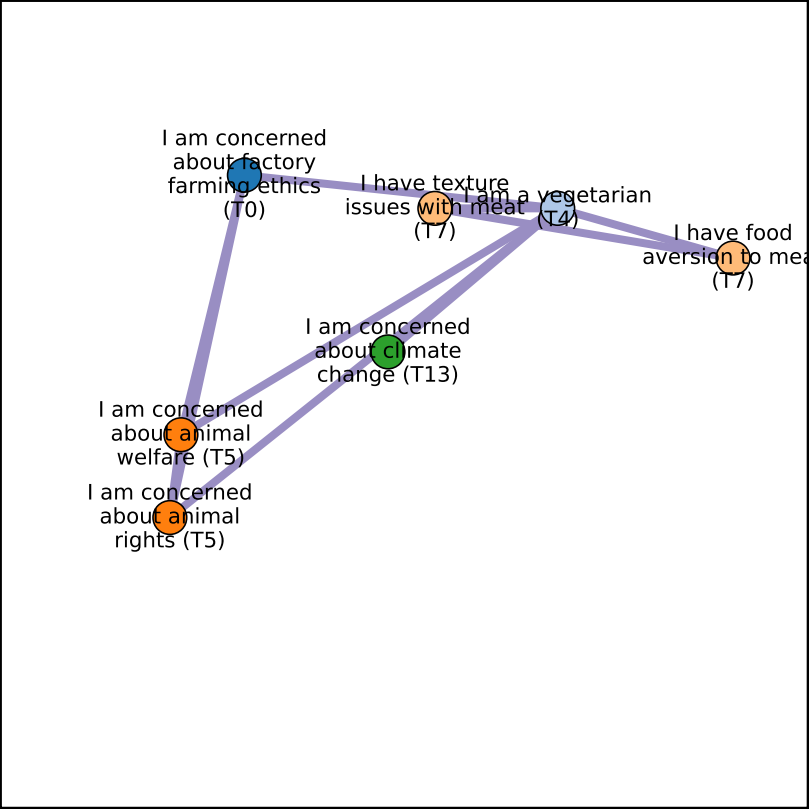 I am concerned
about factory
farming ethics
(T0)
I have texture
issues with meat
(T7)
I am a vegetarian
(T4)
I have food
aversion to mea
(T7)
I am concerned
about climate
change (T13)
I am concerned
about animal
welfare (T5)
I am concerned
about animal
rights (T5)